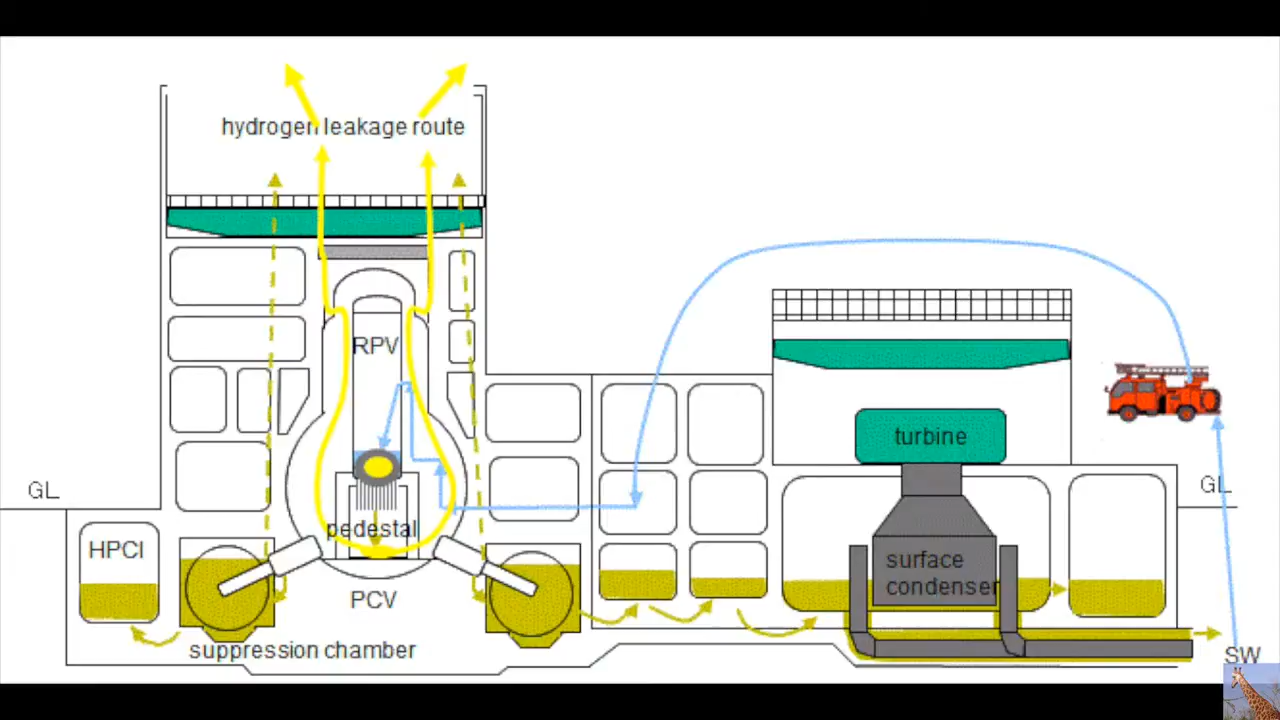 hydrogen leakage route
RPV
turbine
GL
GL
pedestal
HPCI
surface
condenser
PCV
suppression chamber
SW